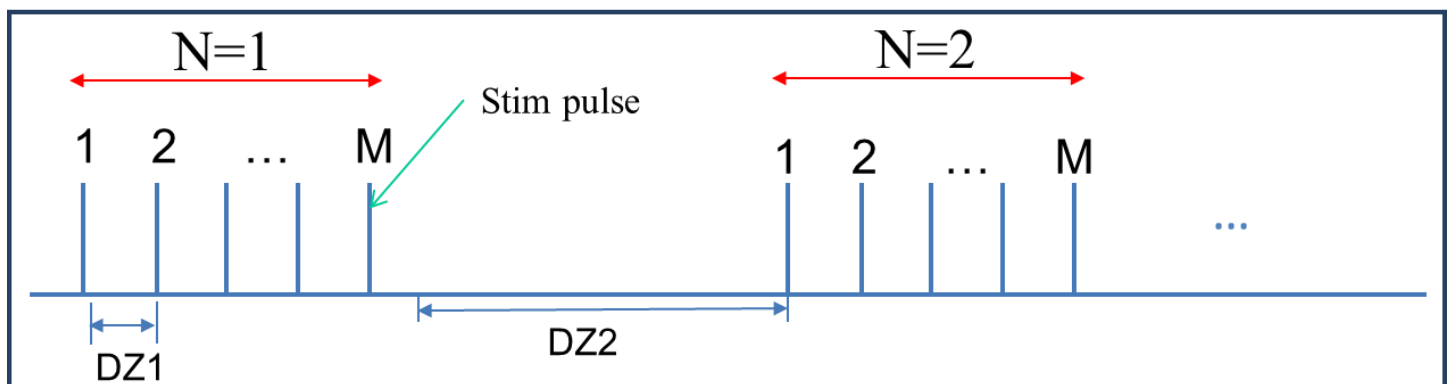 N=1
N=2
Stim pulse
1 2 … M
1 2 … M
...
DZ1
DZ2